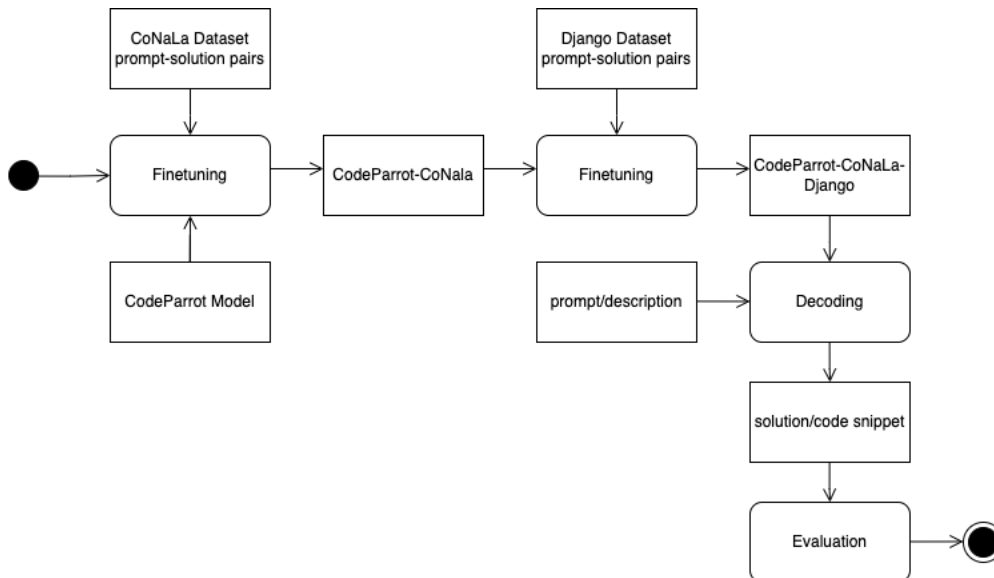 CoNaLa Dataset
prompt-solution pairs
Django Dataset
prompt-solution pairs
Finetuning
CodeParrot-CoNala
Finetuning
CodeParrot-CoNaLa-
Django
CodeParrot Model
prompt/description
Decoding
solution/code snippet
Evaluation